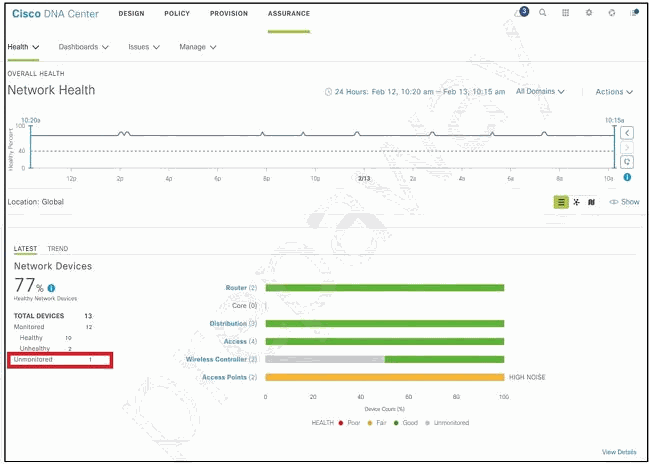 Cisco DNA Center DESIGN POLICY PROVISION ASSURANCE 3
Health Dashboards Issues Manage
OVERALL HEALTH
Network Health
24 Hours: Feb 12, 10:20 am – Feb 13, 10:15 am All Domains Actions
10:20a 10:15a
Healthy Percent
100
40
0
12p 2p 4p 6p 8p 10p 2/13 2a 4a 6a 8a 10a
Location: Global Show
LATEST TREND
Network Devices
77%
Healthy Network Devices
TOTAL DEVICES 13
Monitored 12
Healthy 10
Unhealthy 2
Unmonitored 1
Router (2)
Core (0)
Distribution (3)
Access (4)
Wireless Controller (2)
Access Points (2) HIGH NOISE
0 20 40 60 80 100
Device Count (%)
HEALTH Poor Fair Good Unmonitored
View Details